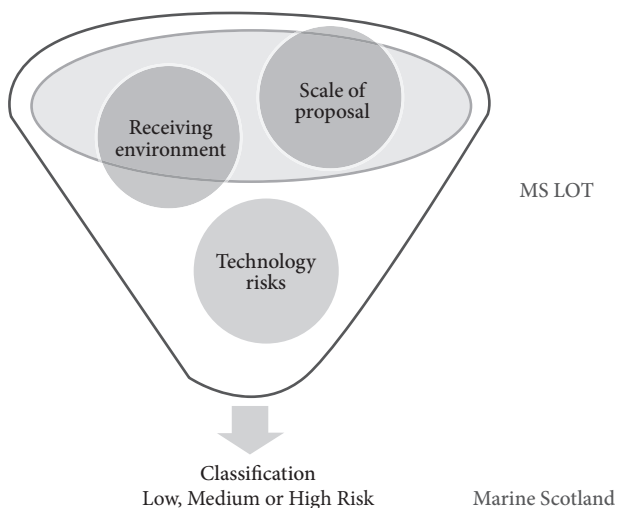 Scale of
proposal
Receiving
environment
MS LOT
Technology
risks
Classification
Low, Medium or High Risk
Marine Scotland